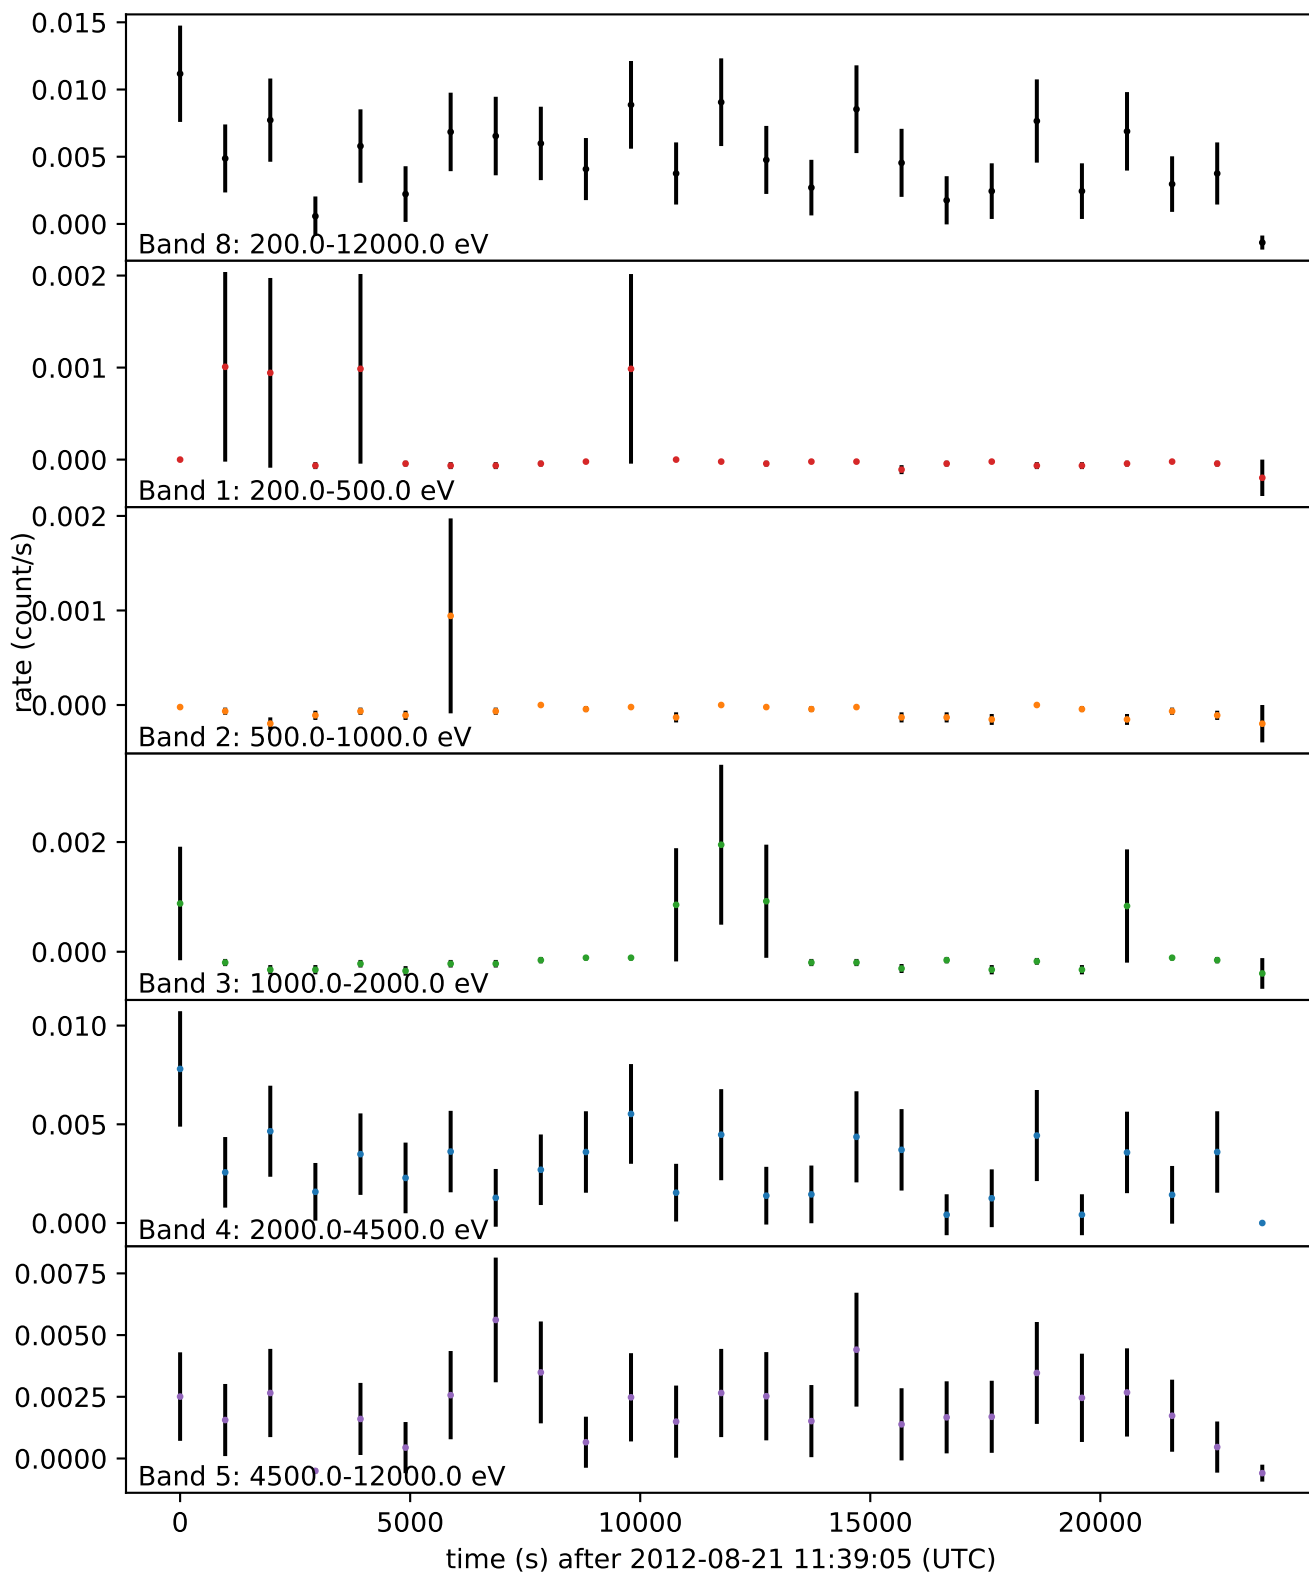 0.015
0.010
0.005
0.000
Band 8: 200.0-12000.0 eV
0.002
0.001
0.000
Band 1: 200.0-500.0 eV
0.002
0.001
0.000
Band 2: 500.0-1000.0 eV
rate (count/s)
0.002
0.000
Band 3: 1000.0-2000.0 eV
0.010
0.005
0.000
Band 4: 2000.0-4500.0 eV
0.0075
0.0050
0.0025
0.0000
Band 5: 4500.0-12000.0 eV
0 5000 10000 15000 20000
time (s) after 2012-08-21 11:39:05 (UTC)